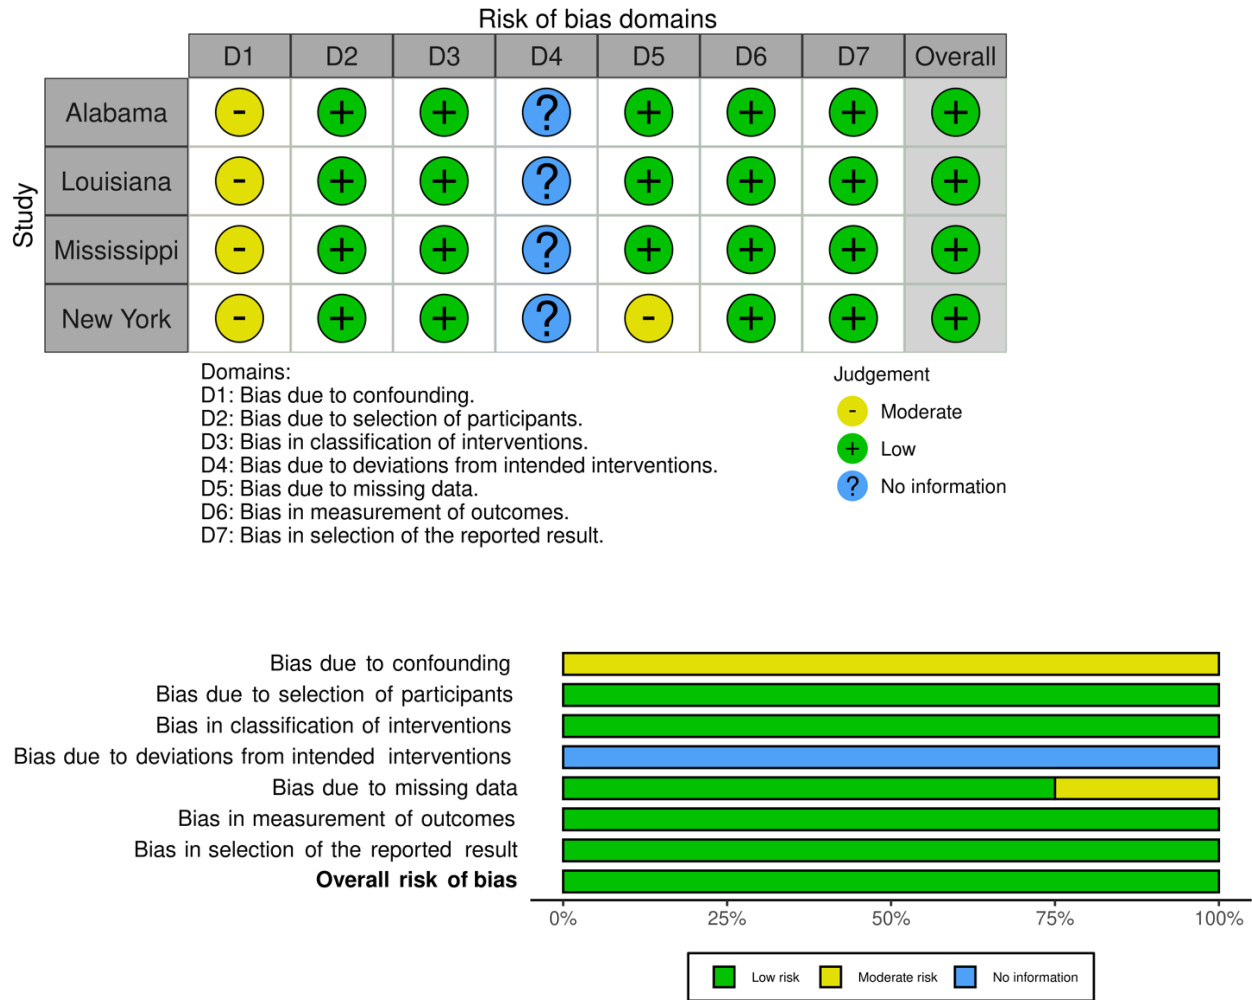 Risk of bias domains
D1 D2 D3 D4 D5 D6 D7 Overall
Study
Alabama - + + ? + + + +
Louisiana - + + ? + + + +
Mississippi - + + ? + + + +
New York - + + ? - + + +
Domains:
D1: Bias due to confounding.
D2: Bias due to selection of participants.
D3: Bias in classification of interventions.
D4: Bias due to deviations from intended interventions.
D5: Bias due to missing data.
D6: Bias in measurement of outcomes.
D7: Bias in selection of the reported result.
Judgement
- Moderate
+ Low
? No information
Bias due to confounding
Bias due to selection of participants
Bias in classification of interventions
Bias due to deviations from intended interventions
Bias due to missing data
Bias in measurement of outcomes
Bias in selection of the reported result
Overall risk of bias
0% 25% 50% 75% 100%
Low risk Moderate risk No information